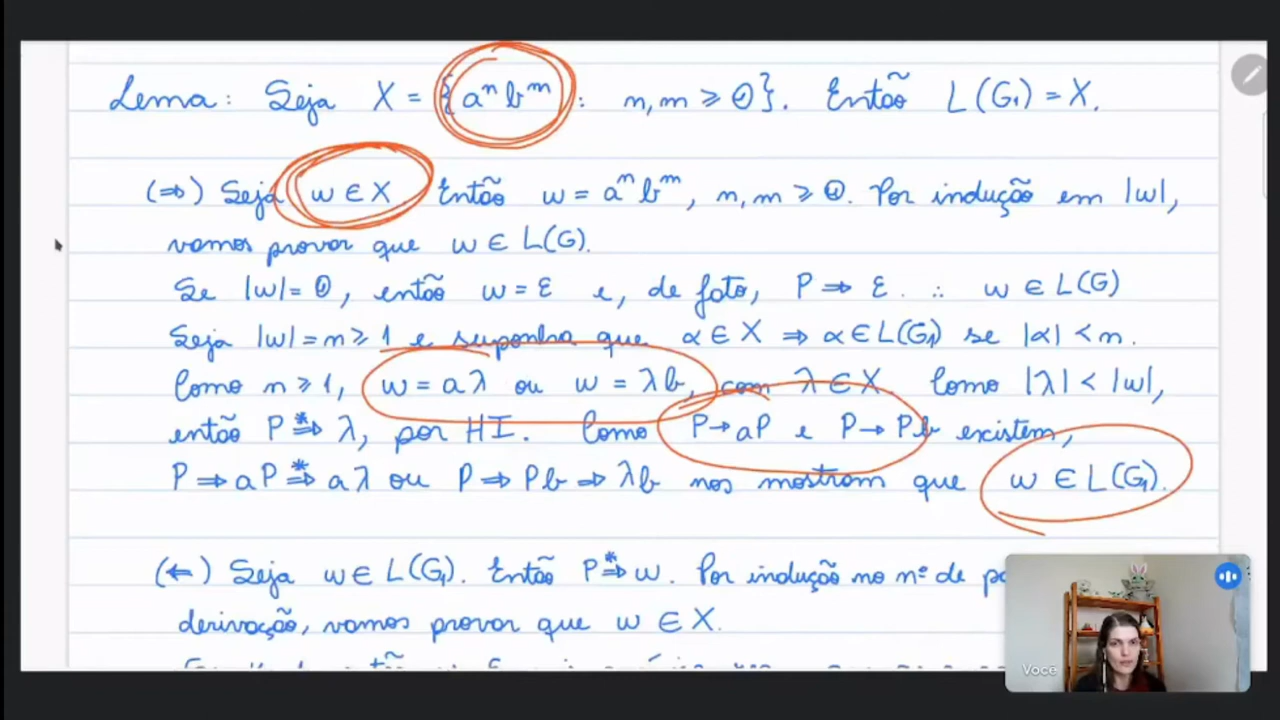 Lema: Seja X = {aⁿbᵐ : n,m ≥ 0}. Então L(G₁) = X.
(⇒) Seja w ∈ X. Então w = aⁿbᵐ, n,m ≥ 0. Por indução em |w|,
vamos provar que w ∈ L(G).
Se |w| = 0, então w = ε e, de fato, P ⇒ ε. ∴ w ∈ L(G)
Seja |w| = n ≥ 1 e suponha que α ∈ X ⇒ α ∈ L(G₁) se |α| < n.
Como n ≥ 1, w = aλ ou w = λb, com λ ∈ X. Como |λ| < |w|,
então P ⇒* λ, por HI. Como P → aP e P → Pb existem,
P ⇒ aP ⇒* aλ ou P ⇒ Pb ⇒ λb nos mostram que w ∈ L(G₁).
(⇐) Seja w ∈ L(G₁). Então P ⇒* w. Por indução no nº de
derivação, vamos provar que w ∈ X.
Você